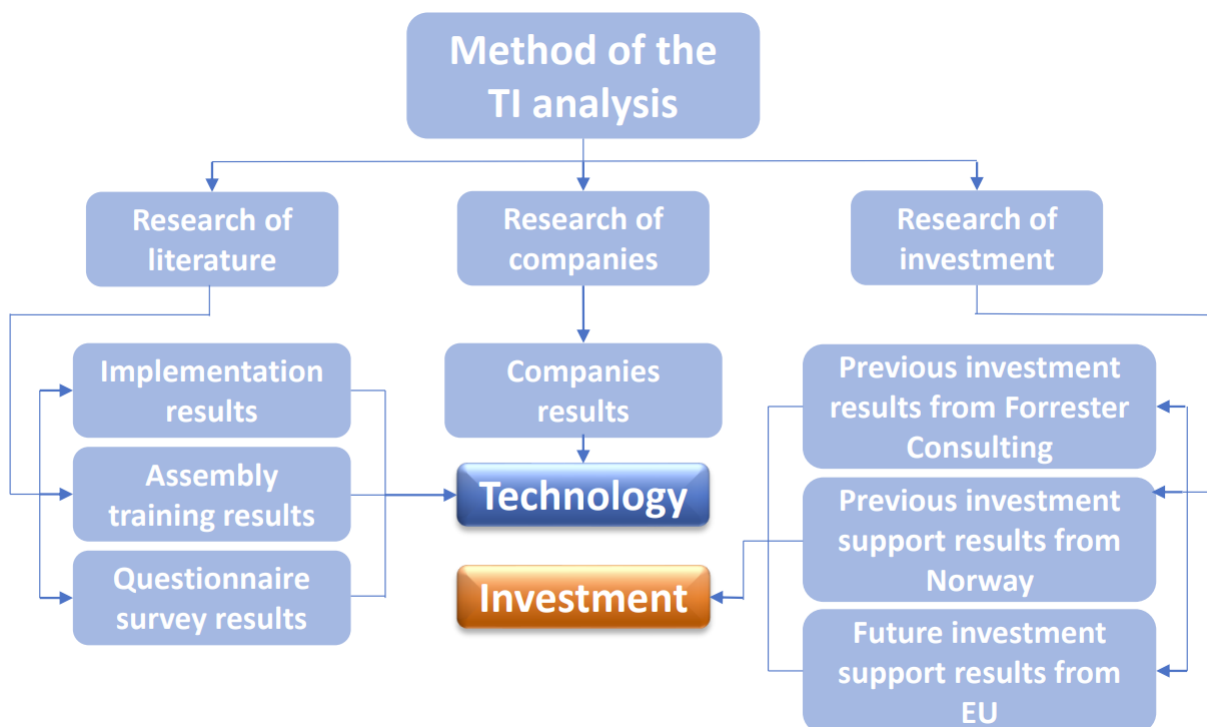 Method of the
TI analysis
Research of
literature
Research of
companies
Research of
investment
Implementation
results
Assembly
training results
Questionnaire
survey results
Companies
results
Technology
Investment
Previous investment
results from Forrester
Consulting
Previous investment
support results from
Norway
Future investment
support results from
EU